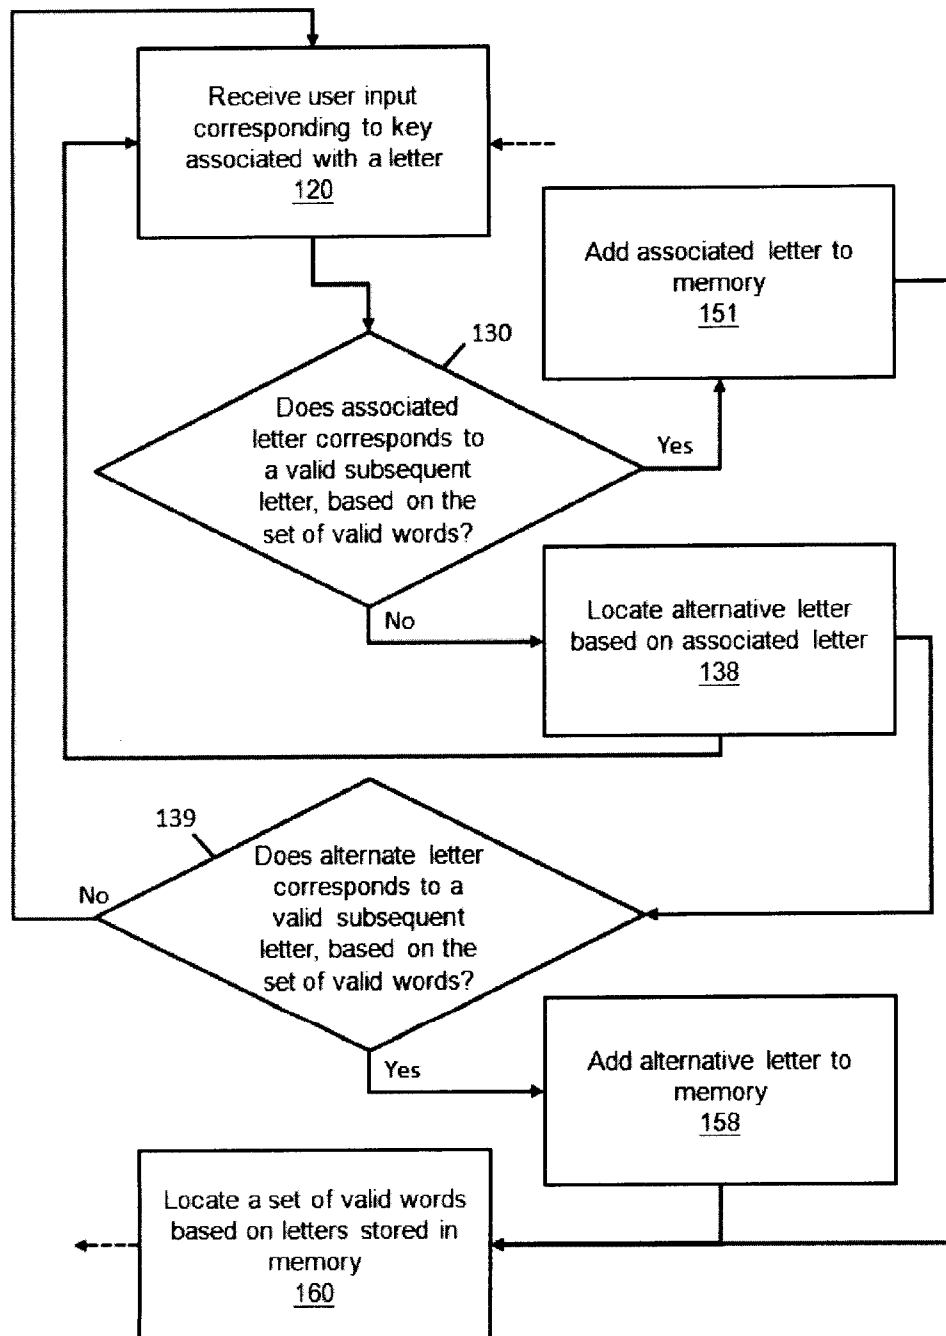 Receive user input
corresponding to key
associated with a letter
120
Add associated letter to
memory
151
130
Does associated
letter corresponds to
a valid subsequent
letter, based on the
set of valid words?
Yes
No
Locate alternative letter
based on associated letter
138
139
Does alternate letter
corresponds to a
valid subsequent
letter, based on the
set of valid words?
No
Yes
Add alternative letter to
memory
158
Locate a set of valid words
based on letters stored in
memory
160